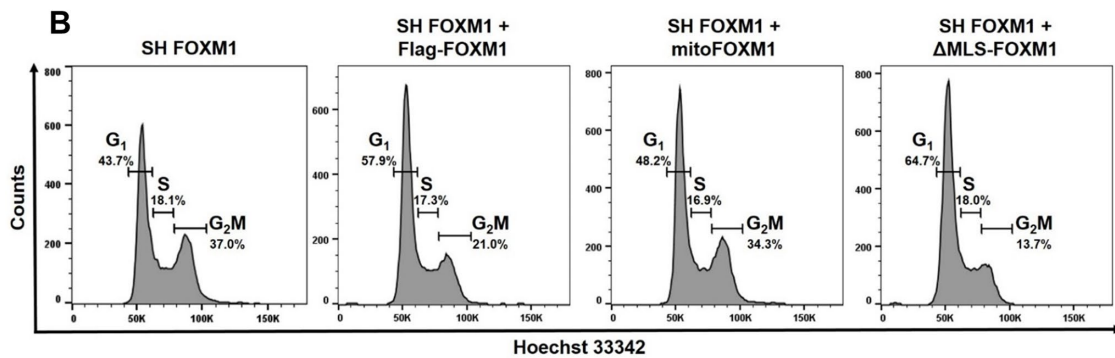 B
SH FOXM1
SH FOXM1 +
Flag-FOXM1
SH FOXM1 +
mitoFOXM1
SH FOXM1 +
ΔMLS-FOXM1
Counts
800
600
400
200
0
G1
43.7%
S
18.1%
G2M
37.0%
0
50K
100K
150K
600
400
200
0
G1
57.9%
S
17.3%
G2M
21.0%
0
50K
100K
150K
800
600
400
200
0
G1
48.2%
S
16.9%
G2M
34.3%
0
50K
100K
150K
800
600
400
200
0
G1
64.7%
S
18.0%
G2M
13.7%
0
50K
100K
150K
Hoechst 33342